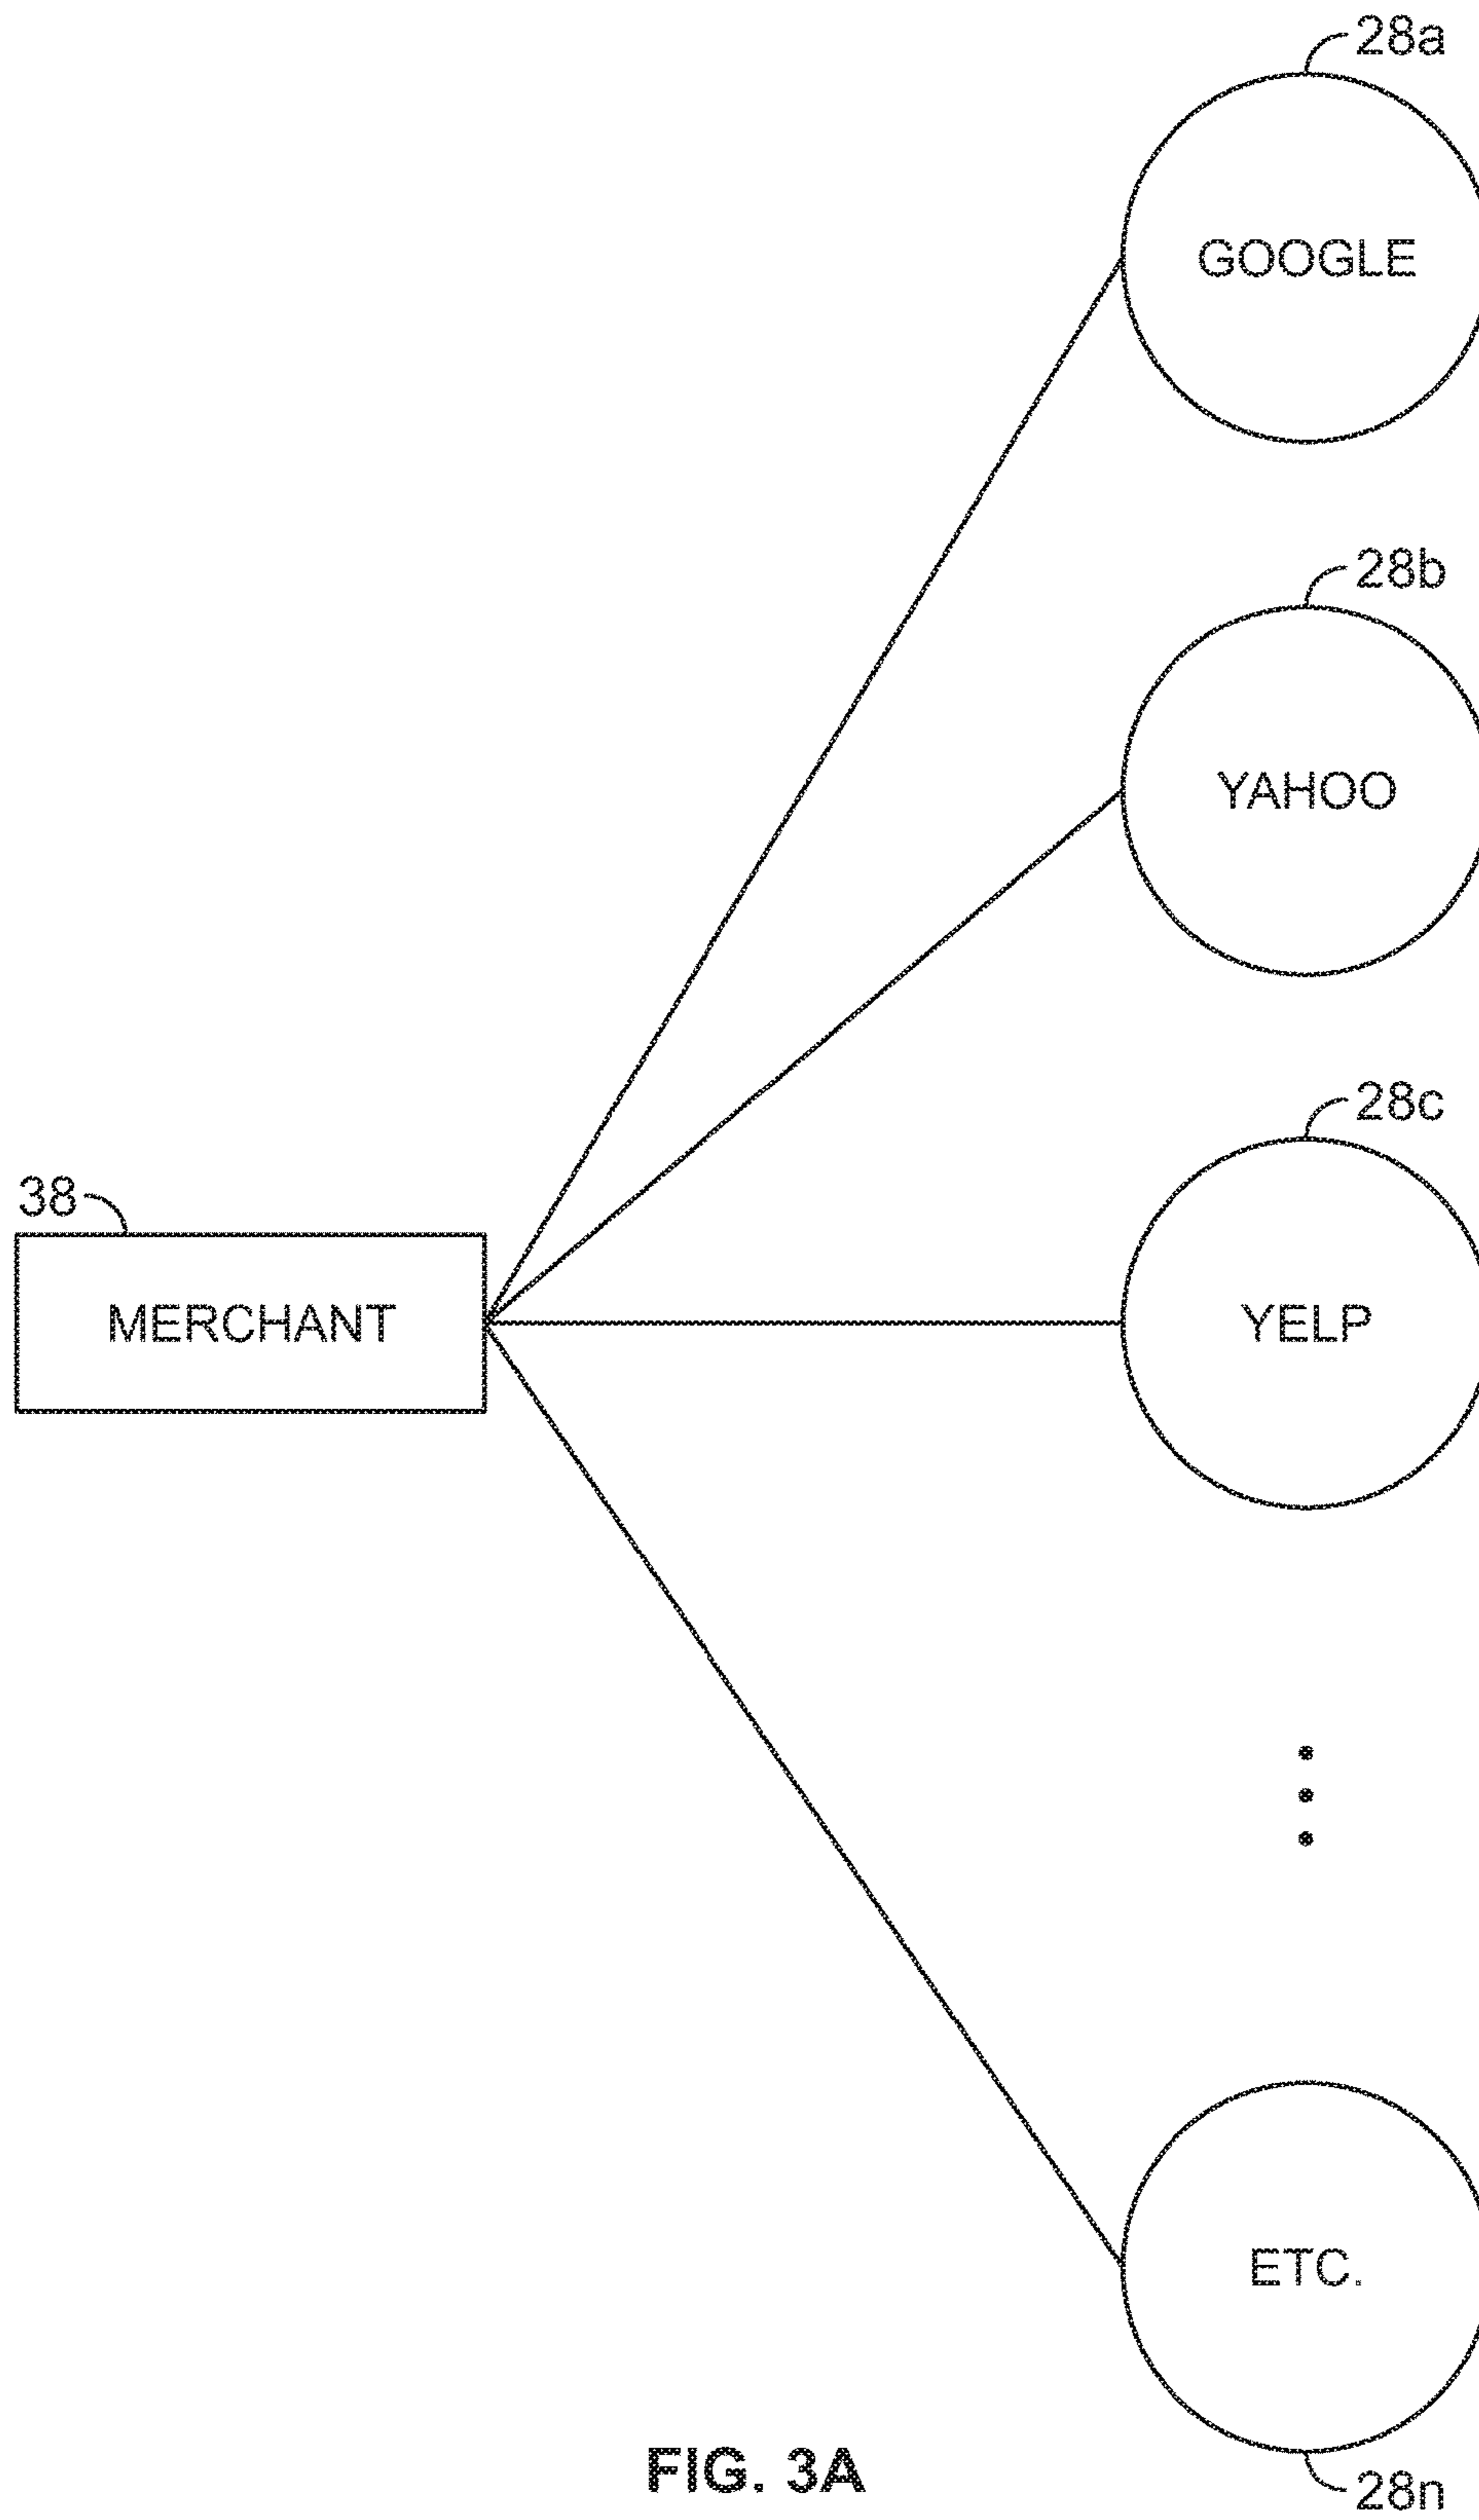 28a
GOOGLE
28b
YAHOO
28c
38
MERCHANT
YELP
ETC.
FIG. 3A
28n